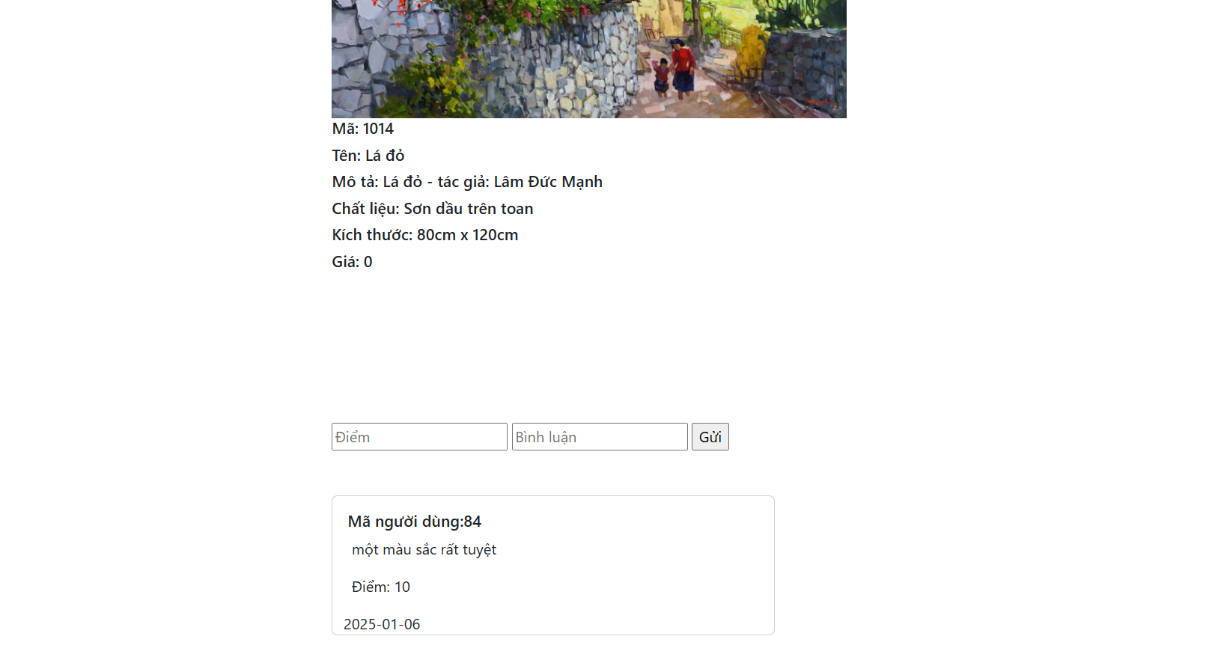 Mã: 1014
Tên: Lá đỏ
Mô tả: Lá đỏ - tác giả: Lâm Đức Mạnh
Chất liệu: Sơn dầu trên toan
Kích thước: 80cm x 120cm
Giá: 0
Điểm Bình luận Gửi
Mã người dùng:84
một màu sắc rất tuyệt
Điểm: 10
2025-01-06